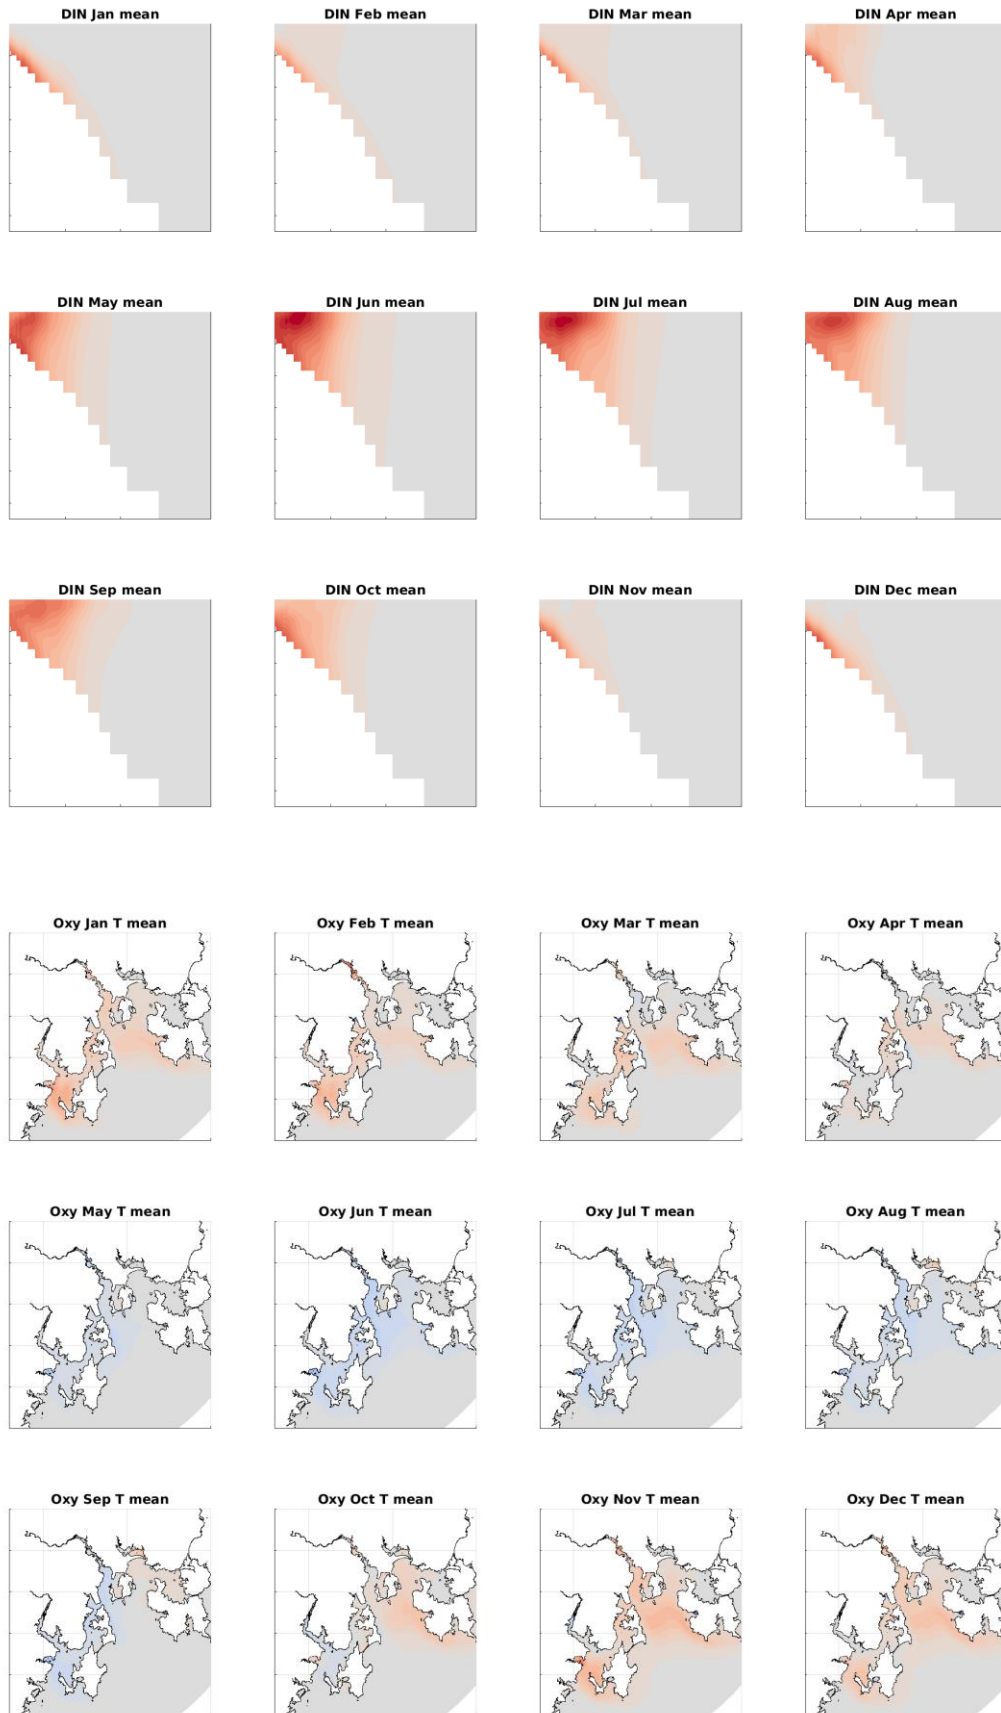 DIN Jan mean
DIN Feb mean
DIN Mar mean
DIN Apr mean
DIN May mean
DIN Jun mean
DIN Jul mean
DIN Aug mean
DIN Sep mean
DIN Oct mean
DIN Nov mean
DIN Dec mean
Oxy Jan T mean
Oxy Feb T mean
Oxy Mar T mean
Oxy Apr T mean
Oxy May T mean
Oxy Jun T mean
Oxy Jul T mean
Oxy Aug T mean
Oxy Sep T mean
Oxy Oct T mean
Oxy Nov T mean
Oxy Dec T mean